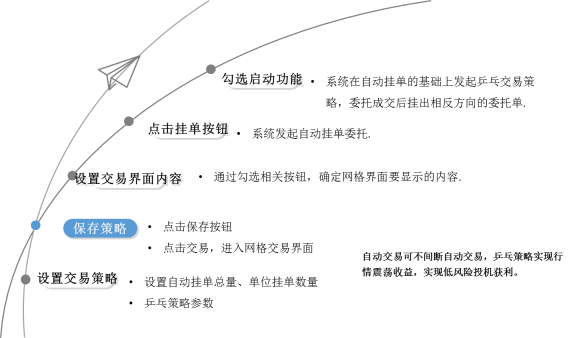 勾选启动功能
• 系统在自动挂单的基础上发起乒乓交易策
略，委托成交后挂出相反方向的委托单.
点击挂单按钮
• 系统发起自动挂单委托.
设置交易界面内容
• 通过勾选相关按钮，确定网格界面要显示的内容.
保存策略
• 点击保存按钮
• 点击交易，进入网格交易界面
设置交易策略
• 设置自动挂单总量、单位挂单数量
• 乒乓策略参数
自动交易可不间断自动交易，乒乓策略实现行
情震荡收益，实现低风险投机获利。